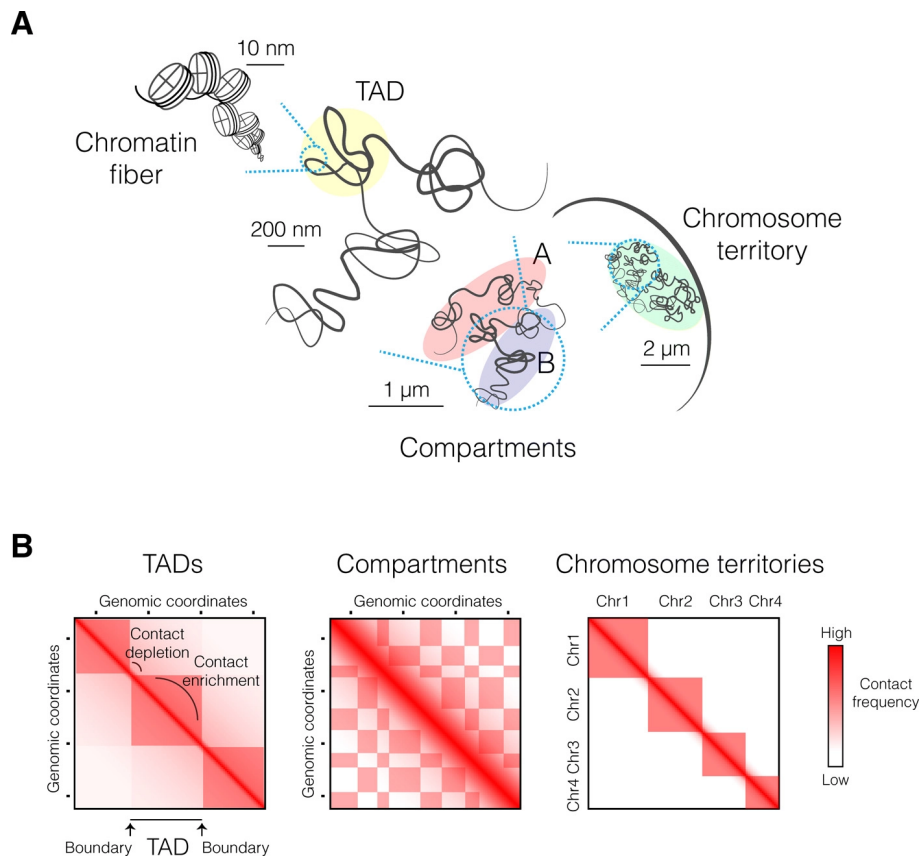 A
10 nm
TAD
Chromatin
fiber
200 nm
Chromosome
territory
A
B
2 μm
1 μm
Compartments
B
TADs
Compartments
Chromosome territories
Genomic coordinates
Genomic coordinates
Chr1 Chr2 Chr3 Chr4
Genomic coordinates
Contact
depletion
Contact
enrichment
Boundary
TAD
Boundary
Genomic coordinates
Chr1
Chr2
Chr3
Chr4
High
Contact
frequency
Low